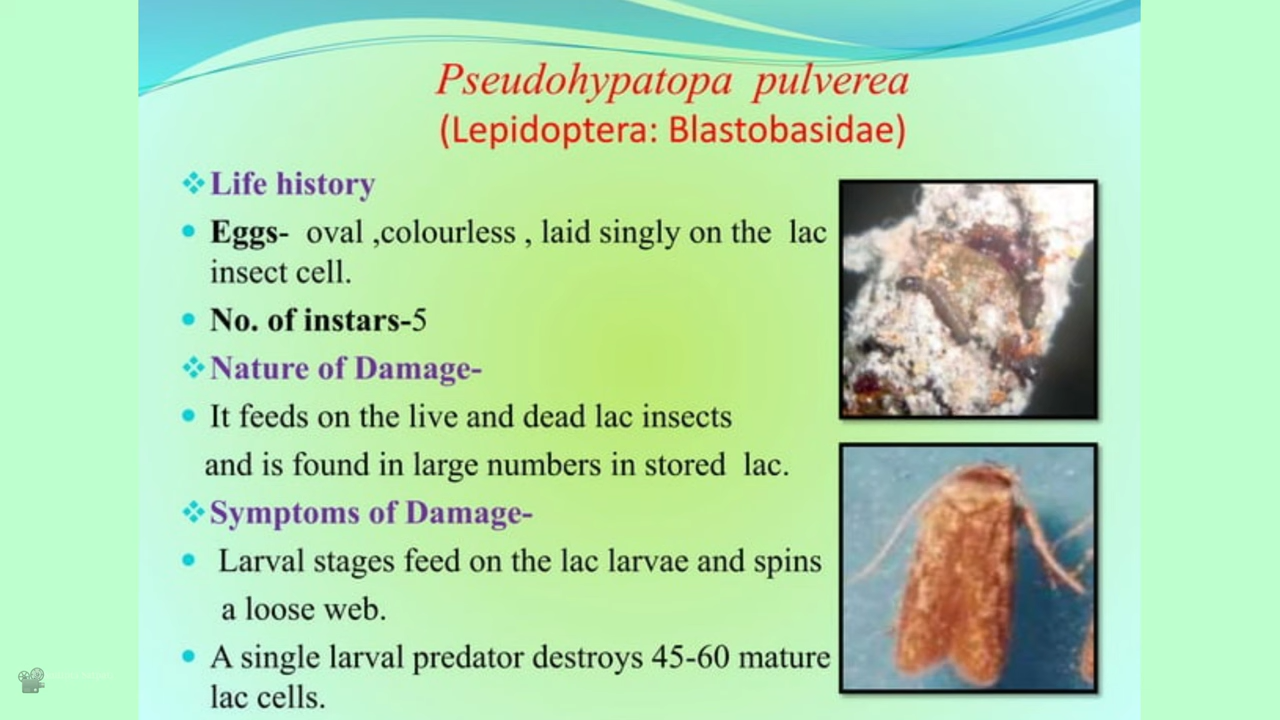 Pseudohypatopa pulverea
(Lepidoptera: Blastobasidae)
❖Life history
• Eggs- oval ,colourless , laid singly on the lac
insect cell.
• No. of instars-5
❖Nature of Damage-
• It feeds on the live and dead lac insects
and is found in large numbers in stored lac.
❖Symptoms of Damage-
• Larval stages feed on the lac larvae and spins
a loose web.
• A single larval predator destroys 45-60 mature
lac cells.